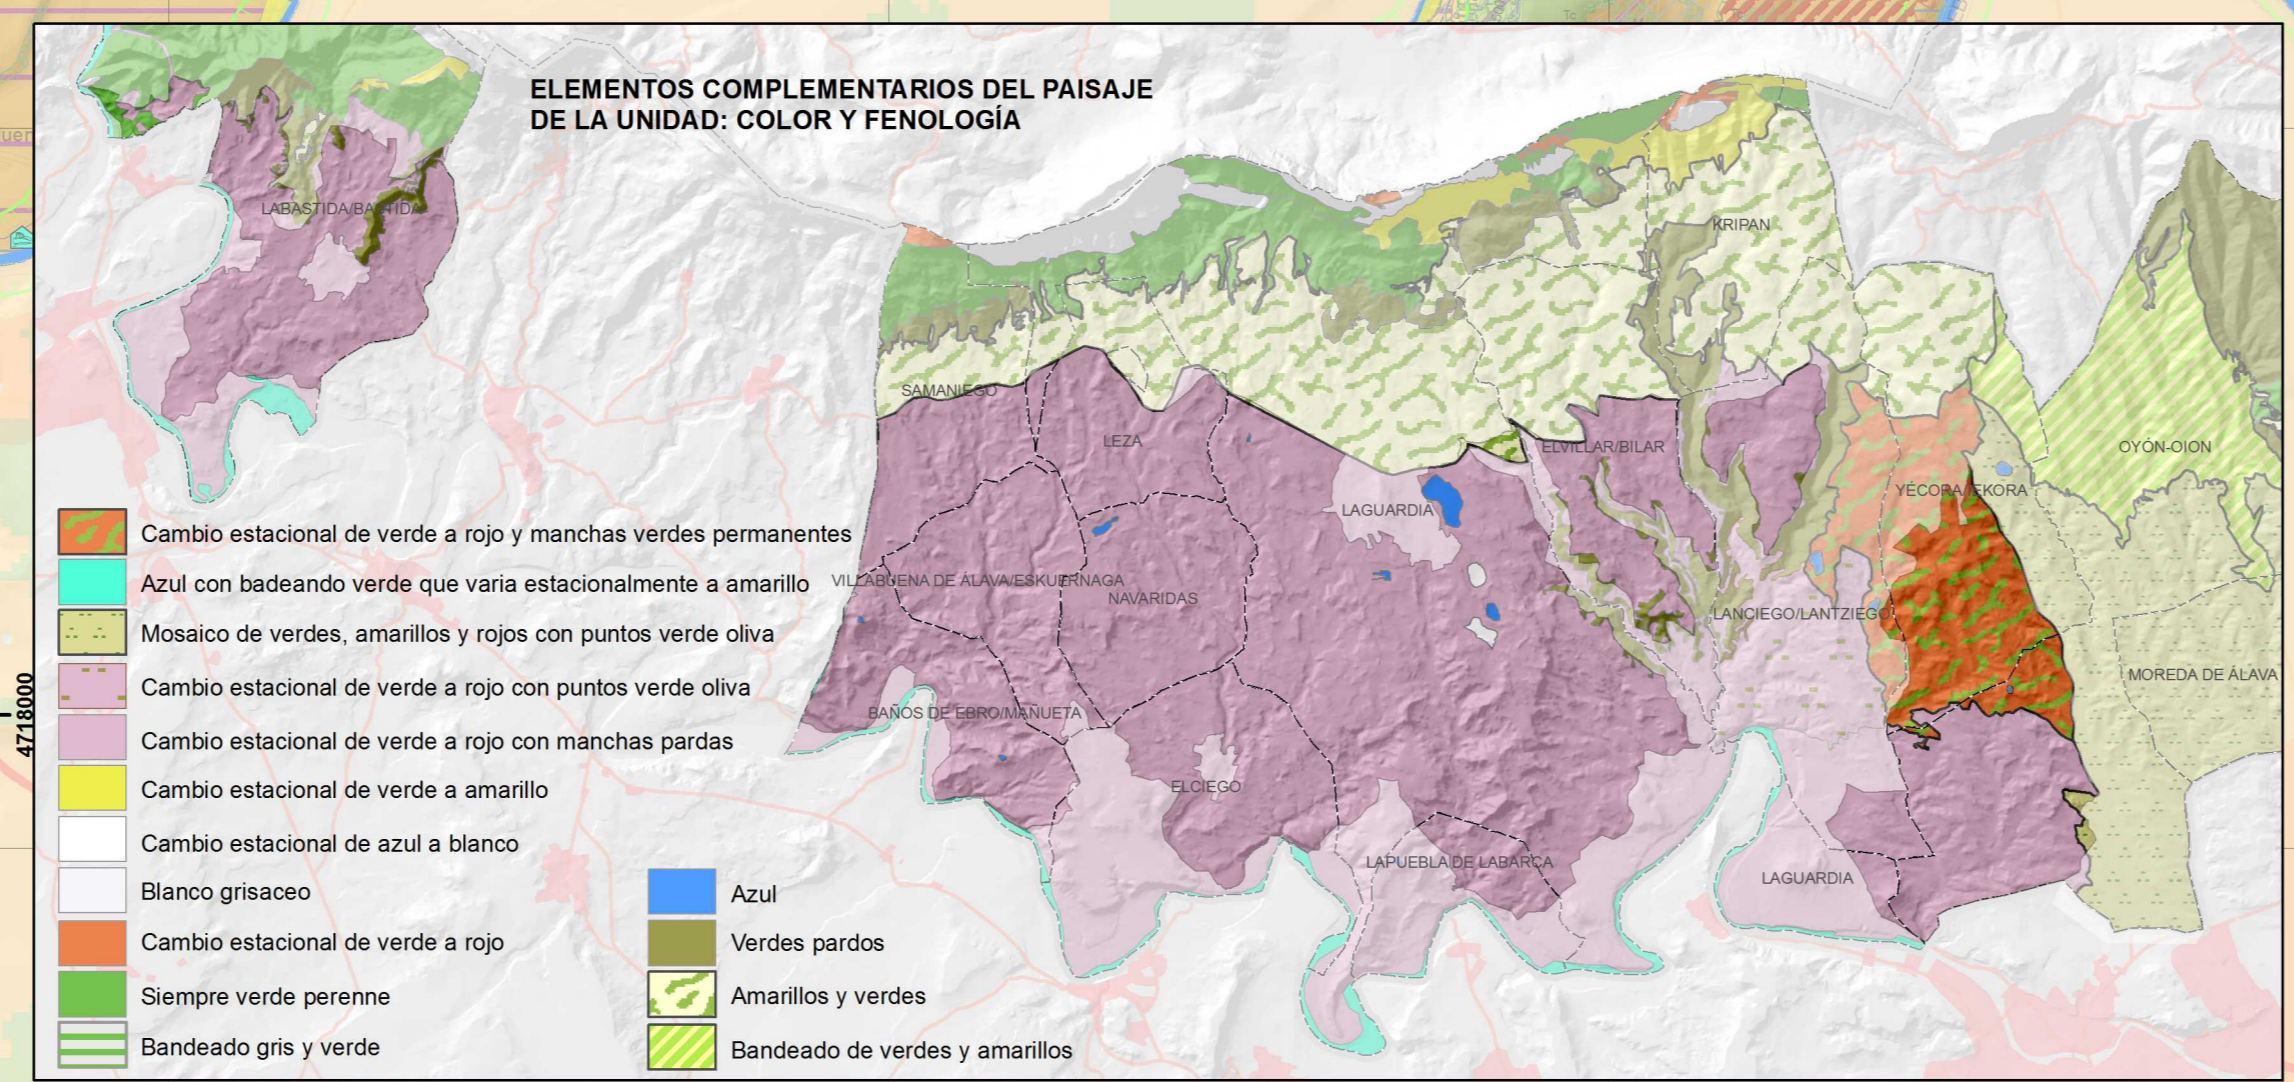 ELEMENTOS COMPLEMENTARIOS DEL PAISAJE
DE LA UNIDAD: COLOR Y FENOLOGÍA
LABASTIDA/BASTIDA
KRIPAN
SAMANIEGO
LEZA
ELVILLAR/BILAR
OYÓN-OION
YÉCORA/IEKORA
LAGUARDIA
VILLABUENA DE ÁLAVA/ESKUERNAGA
NAVARIDAS
LANCIEGO/LANTZIEGO
MOREDA DE ÁLAVA
BAÑOS DE EBRO/MAÑUETA
ELCIEGO
LAPUEBLA DE LABARCA
LAGUARDIA
4718000
Cambio estacional de verde a rojo y manchas verdes permanentes
Azul con badeando verde que varia estacionalmente a amarillo
Mosaico de verdes, amarillos y rojos con puntos verde oliva
Cambio estacional de verde a rojo con puntos verde oliva
Cambio estacional de verde a rojo con manchas pardas
Cambio estacional de verde a amarillo
Cambio estacional de azul a blanco
Blanco grisaceo
Cambio estacional de verde a rojo
Siempre verde perenne
Bandeado gris y verde
Azul
Verdes pardos
Amarillos y verdes
Bandeado de verdes y amarillos